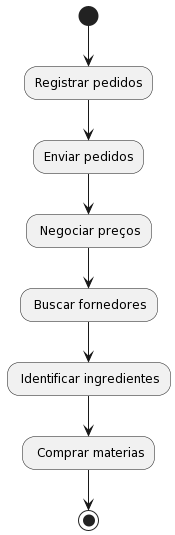 Registrar pedidos
Enviar pedidos
Negociar preços
Buscar fornedores
Identificar ingredientes
Comprar materias